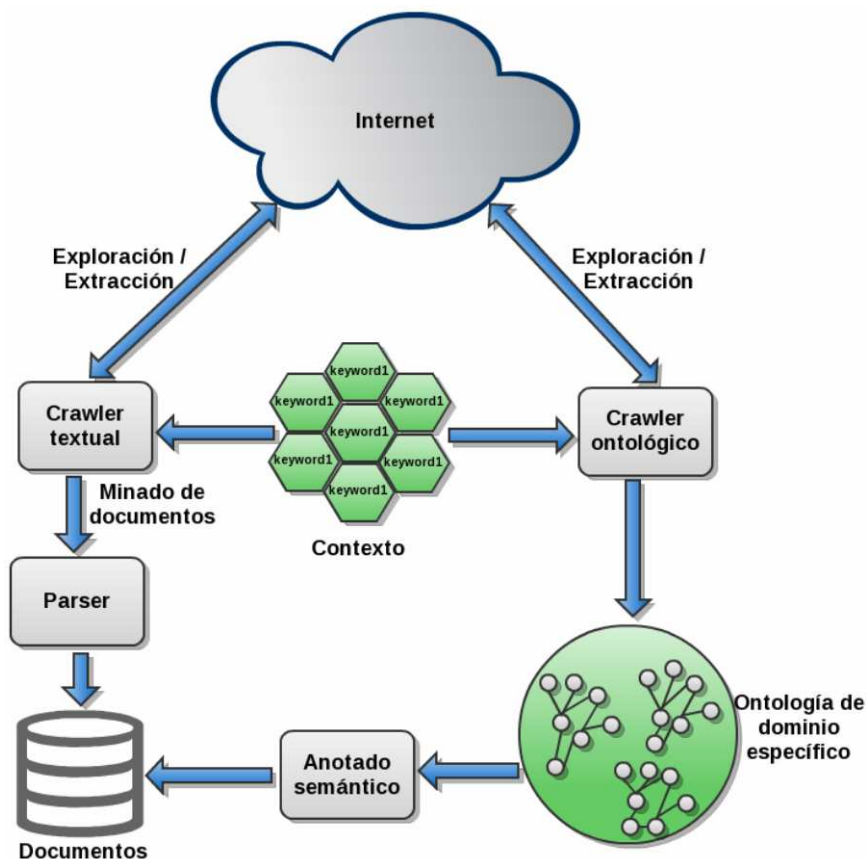 Internet
Exploración /
Extracción
Exploración /
Extracción
keyword1
keyword1
keyword1
keyword1
keyword1
keyword1
keyword1
Crawler
textual
Crawler
ontológico
Minado de
documentos
Contexto
Parser
Ontología de
dominio
específico
Anotado
semántico
Documentos